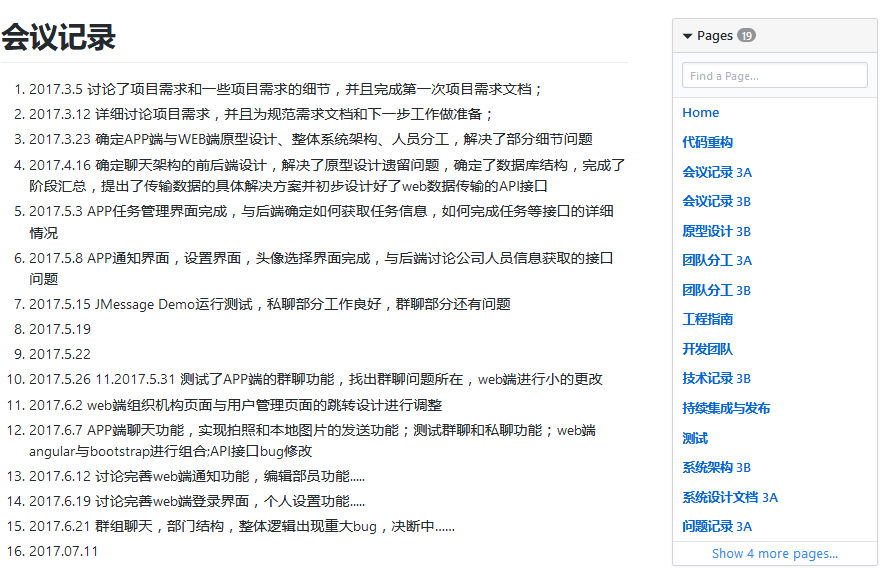 会议记录
1. 2017.3.5 讨论了项目需求和一些项目需求的细节，并且完成第一次项目需求文档；
2. 2017.3.12 详细讨论项目需求，并且为规范需求文档和下一步工作做准备；
3. 2017.3.23 确定APP端与WEB端原型设计、整体系统架构、人员分工，解决了部分细节问题
4. 2017.4.16 确定聊天架构的前后端设计，解决了原型设计遗留问题，确定了数据库结构，完成了
阶段汇总，提出了传输数据的具体解决方案并初步设计好了web数据传输的API接口
5. 2017.5.3 APP任务管理界面完成，与后端确定如何获取任务信息，如何完成任务等接口的详细
情况
6. 2017.5.8 APP通知界面，设置界面，头像选择界面完成，与后端讨论公司人员信息获取的接口
问题
7. 2017.5.15 JMessage Demo运行测试，私聊部分工作良好，群聊部分还有问题
8. 2017.5.19
9. 2017.5.22
10. 2017.5.26 11.2017.5.31 测试了APP端的群聊功能，找出群聊问题所在，web端进行小的更改
11. 2017.6.2 web端组织机构页面与用户管理页面的跳转设计进行调整
12. 2017.6.7 APP端聊天功能，实现拍照和本地图片的发送功能；测试群聊和私聊功能；web端
angular与bootstrap进行组合;API接口bug修改
13. 2017.6.12 讨论完善web端通知功能，编辑部员功能.....
14. 2017.6.19 讨论完善web端登录界面，个人设置功能.....
15. 2017.6.21 群组聊天，部门结构，整体逻辑出现重大bug，决断中......
16. 2017.07.11
Pages 19
Find a Page...
Home
代码重构
会议记录 3A
会议记录 3B
原型设计 3B
团队分工 3A
团队分工 3B
工程指南
开发团队
技术记录 3B
持续集成与发布
测试
系统架构 3B
系统设计文档 3A
问题记录 3A
Show 4 more pages...